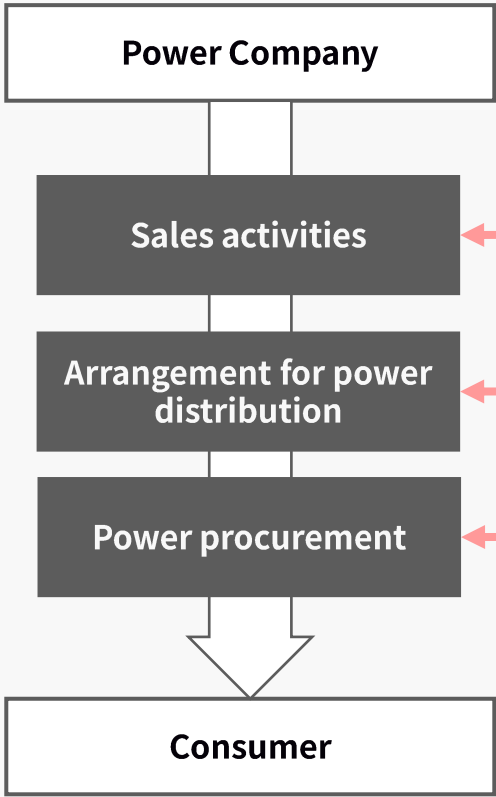 Power Company
Sales activities
Arrangement for power
distribution
Power procurement
Consumer